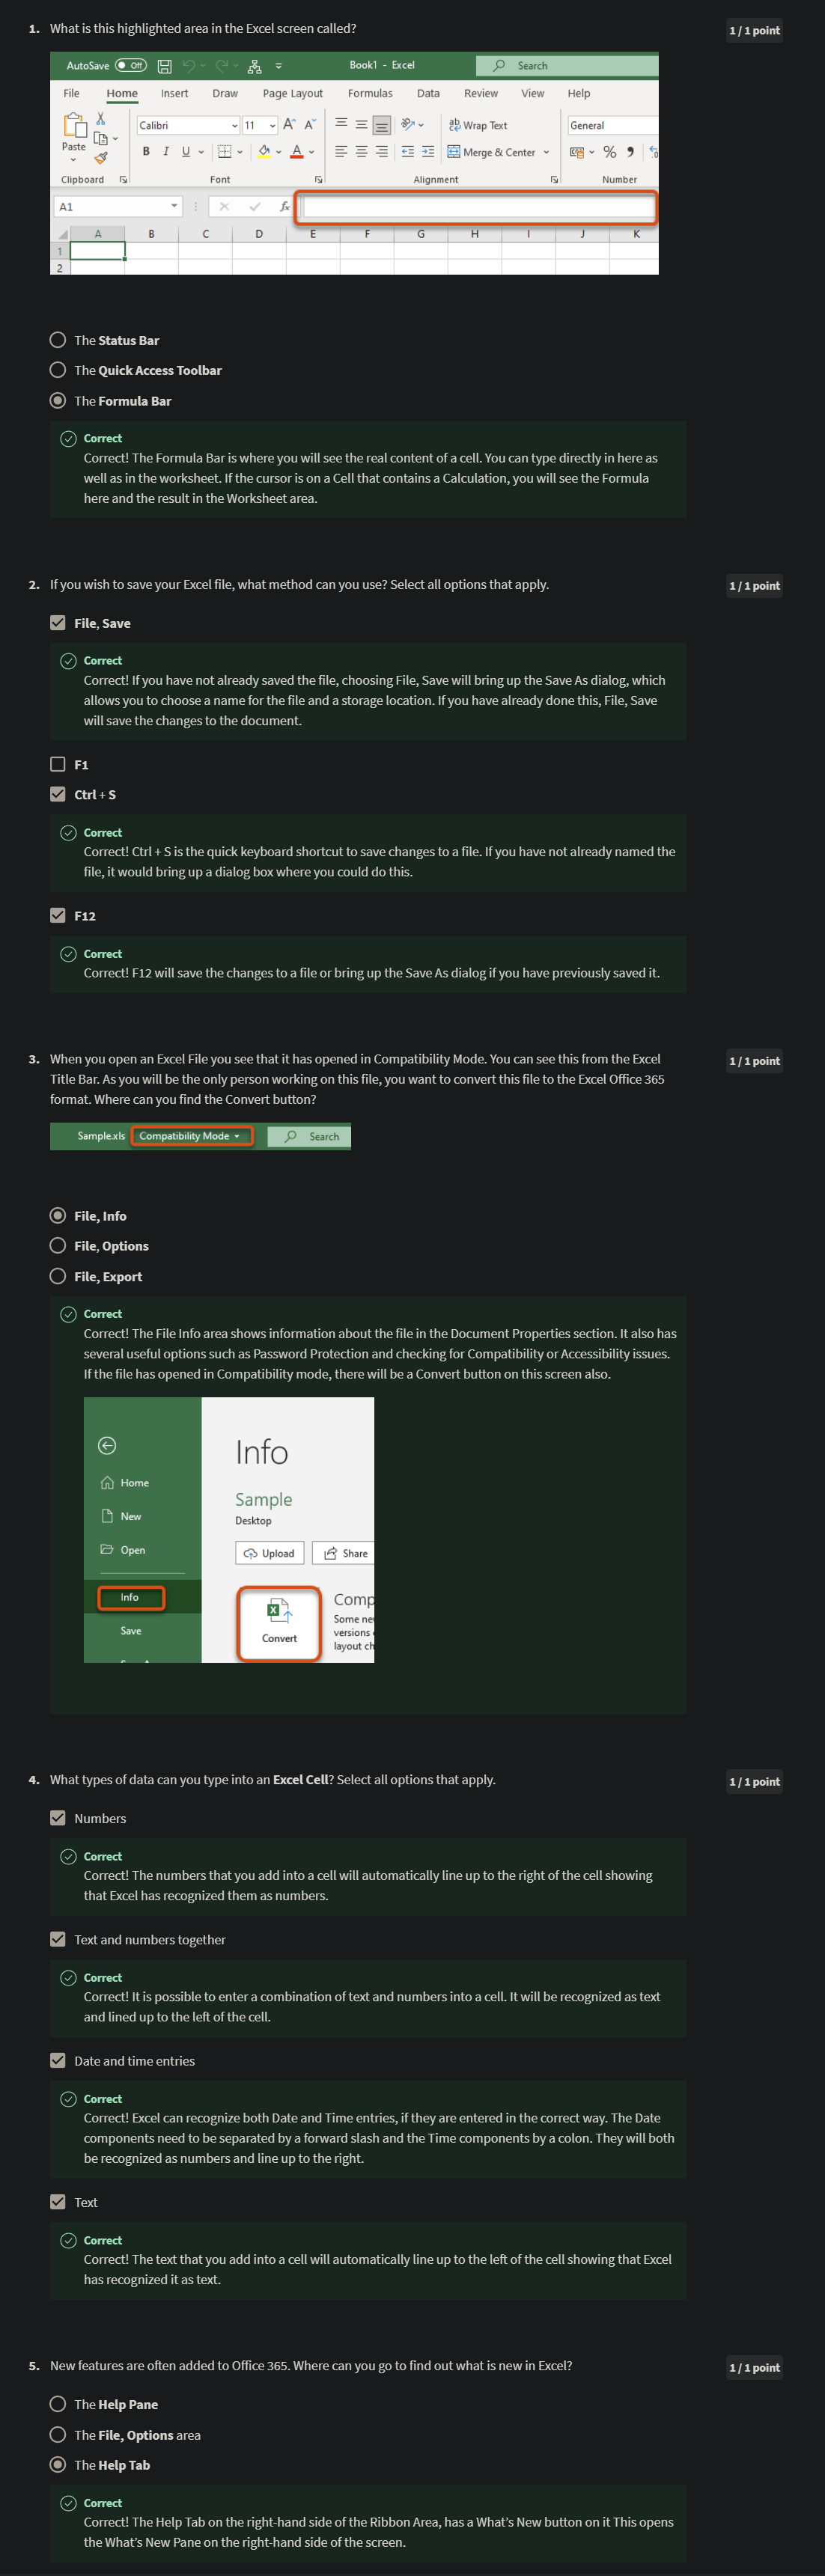 1. What is this highlighted area in the Excel screen called?
1 / 1 point
AutoSave Off Book1 - Excel Search
File Home Insert Draw Page Layout Formulas Data Review View Help
Calibri 11 A A Wrap Text General
Paste B I U A Merge & Center % 9
Clipboard Font Alignment Number
A1 fx
A B C D E F G H I J K
1
2
The Status Bar
The Quick Access Toolbar
The Formula Bar
Correct
Correct! The Formula Bar is where you will see the real content of a cell. You can type directly in here as
well as in the worksheet. If the cursor is on a Cell that contains a Calculation, you will see the Formula
here and the result in the Worksheet area.
2. If you wish to save your Excel file, what method can you use? Select all options that apply.
1 / 1 point
File, Save
Correct
Correct! If you have not already saved the file, choosing File, Save will bring up the Save As dialog, which
allows you to choose a name for the file and a storage location. If you have already done this, File, Save
will save the changes to the document.
F1
Ctrl + S
Correct
Correct! Ctrl + S is the quick keyboard shortcut to save changes to a file. If you have not already named the
file, it would bring up a dialog box where you could do this.
F12
Correct
Correct! F12 will save the changes to a file or bring up the Save As dialog if you have previously saved it.
3. When you open an Excel File you see that it has opened in Compatibility Mode. You can see this from the Excel
Title Bar. As you will be the only person working on this file, you want to convert this file to the Excel Office 365
format. Where can you find the Convert button?
1 / 1 point
Sample.xls Compatibility Mode Search
File, Info
File, Options
File, Export
Correct
Correct! The File Info area shows information about the file in the Document Properties section. It also has
several useful options such as Password Protection and checking for Compatibility or Accessibility issues.
If the file has opened in Compatibility mode, there will be a Convert button on this screen also.
Info
Home
Sample
New
Desktop
Open
Upload Share
Info
Comp
Some ne
Save
versions
Convert
layout ch
4. What types of data can you type into an Excel Cell? Select all options that apply.
1 / 1 point
Numbers
Correct
Correct! The numbers that you add into a cell will automatically line up to the right of the cell showing
that Excel has recognized them as numbers.
Text and numbers together
Correct
Correct! It is possible to enter a combination of text and numbers into a cell. It will be recognized as text
and lined up to the left of the cell.
Date and time entries
Correct
Correct! Excel can recognize both Date and Time entries, if they are entered in the correct way. The Date
components need to be separated by a forward slash and the Time components by a colon. They will both
be recognized as numbers and line up to the right.
Text
Correct
Correct! The text that you add into a cell will automatically line up to the left of the cell showing that Excel
has recognized it as text.
5. New features are often added to Office 365. Where can you go to find out what is new in Excel?
1 / 1 point
The Help Pane
The File, Options area
The Help Tab
Correct
Correct! The Help Tab on the right-hand side of the Ribbon Area, has a What's New button on it This opens
the What's New Pane on the right-hand side of the screen.